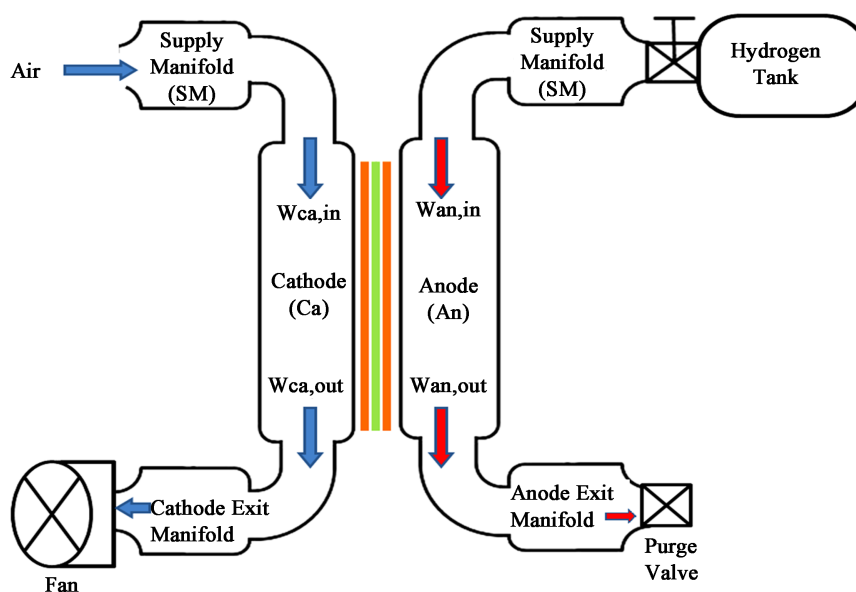 Air
Supply
Manifold
(SM)
Supply
Manifold
(SM)
Hydrogen
Tank
Wca,in
Wan,in
Cathode
(Ca)
Anode
(An)
Wca,out
Wan,out
Cathode Exit
Manifold
Anode Exit
Manifold
Fan
Purge
Valve